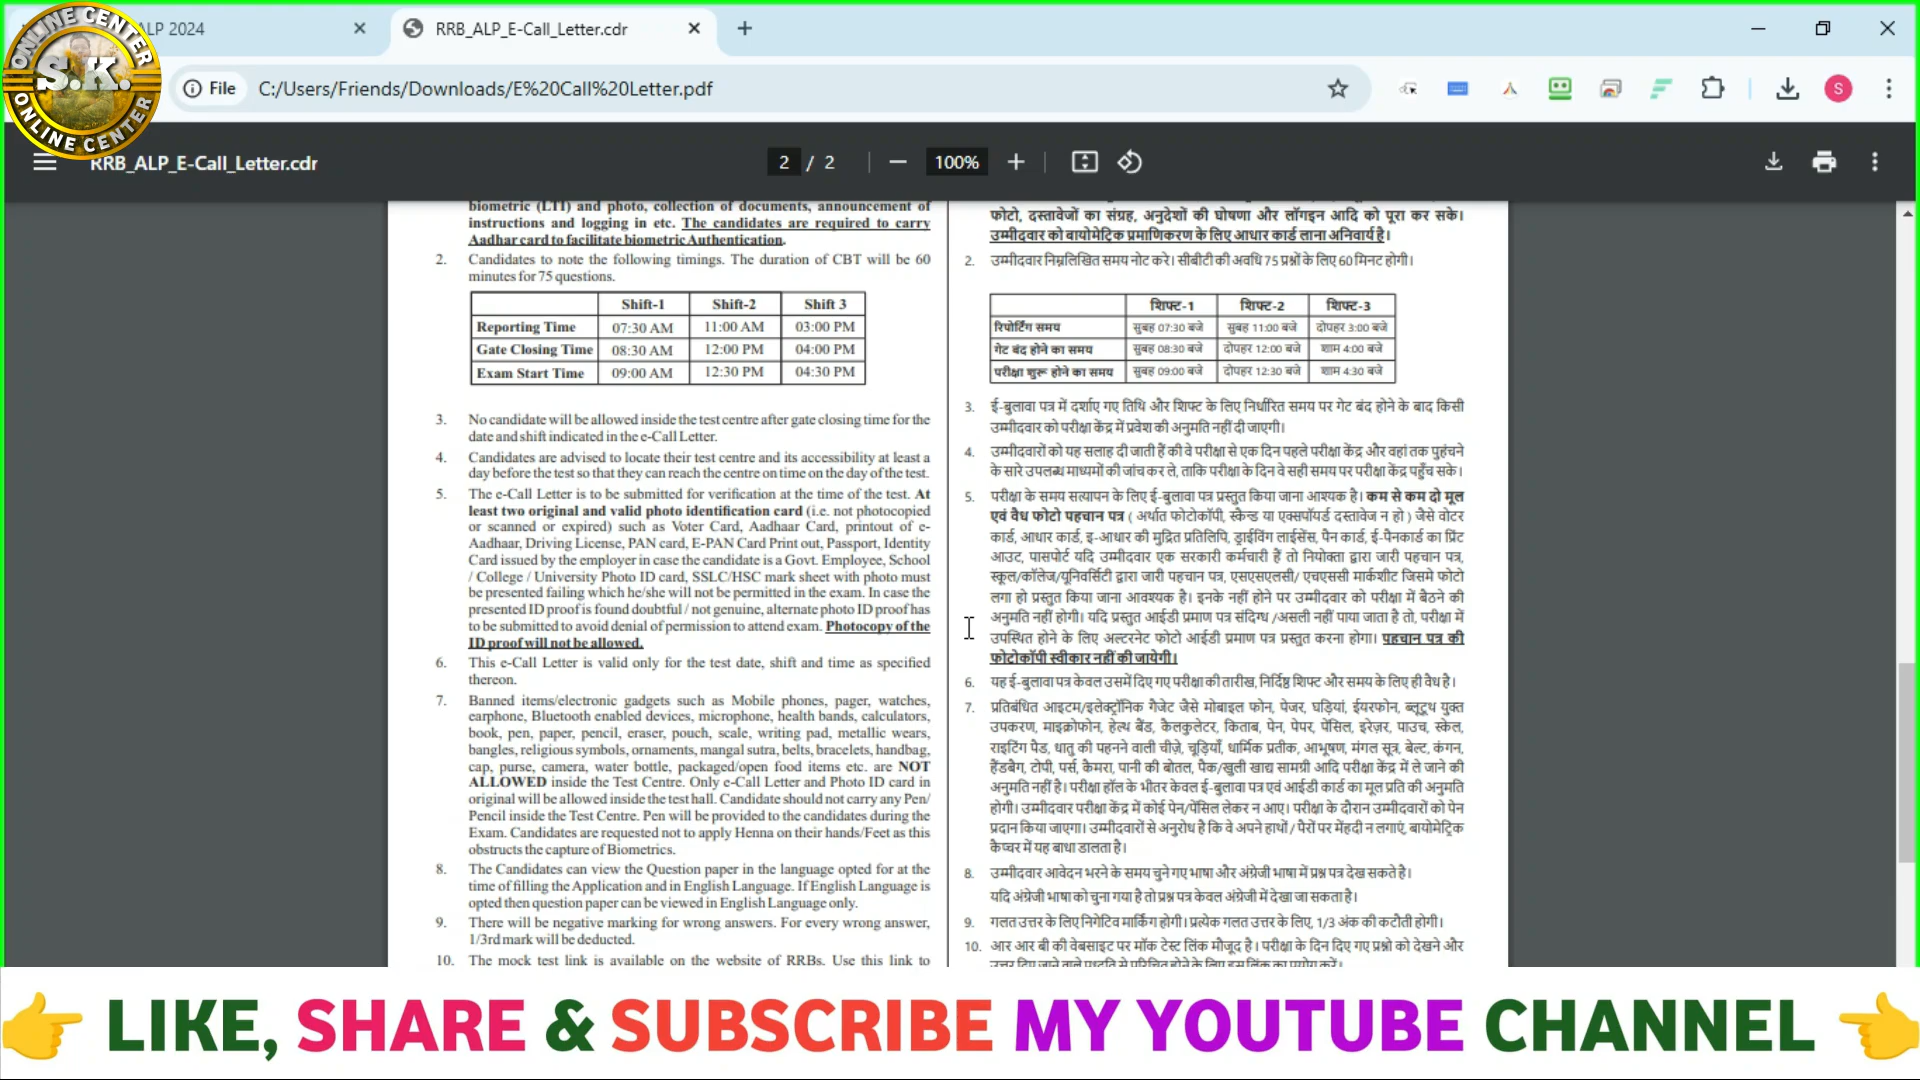 ONLINE CENTER
S.K.
ONLINE CENTER
ALP 2024
RRB_ALP_E-Call_Letter.cdr
File
C:/Users/Friends/Downloads/E%20Call%20Letter.pdf
S
RRB_ALP_E-Call_Letter.cdr
2 / 2
100%
biometric (LTI) and photo, collection of documents, announcement of
instructions and logging in etc. The candidates are required to carry
Aadhar card to facilitate biometric Authentication.
2. Candidates to note the following timings. The duration of CBT will be 60
minutes for 75 questions.
Shift-1 Shift-2 Shift 3
Reporting Time 07:30 AM 11:00 AM 03:00 PM
Gate Closing Time 08:30 AM 12:00 PM 04:00 PM
Exam Start Time 09:00 AM 12:30 PM 04:30 PM
3. No candidate will be allowed inside the test centre after gate closing time for the
date and shift indicated in the e-Call Letter.
4. Candidates are advised to locate their test centre and its accessibility at least a
day before the test so that they can reach the centre on time on the day of the test.
5. The e-Call Letter is to be submitted for verification at the time of the test. At
least two original and valid photo identification card (i.e. not photocopied
or scanned or expired) such as Voter Card, Aadhaar Card, printout of e-
Aadhaar, Driving License, PAN card, E-PAN Card Print out, Passport, Identity
Card issued by the employer in case the candidate is a Govt. Employee, School
/ College / University Photo ID card, SSLC/HSC mark sheet with photo must
be presented failing which he/she will not be permitted in the exam. In case the
presented ID proof is found doubtful / not genuine, alternate photo ID proof has
to be submitted to avoid denial of permission to attend exam. Photocopy of the
ID proof will not be allowed.
6. This e-Call Letter is valid only for the test date, shift and time as specified
thereon.
7. Banned items/electronic gadgets such as Mobile phones, pager, watches,
earphone, Bluetooth enabled devices, microphone, health bands, calculators,
book, pen, paper, pencil, eraser, pouch, scale, writing pad, metallic wears,
bangles, religious symbols, ornaments, mangal sutra, belts, bracelets, handbag,
cap, purse, camera, water bottle, packaged/open food items etc. are NOT
ALLOWED inside the Test Centre. Only e-Call Letter and Photo ID card in
original will be allowed inside the test hall. Candidate should not carry any Pen/
Pencil inside the Test Centre. Pen will be provided to the candidates during the
Exam. Candidates are requested not to apply Henna on their hands/Feet as this
obstructs the capture of Biometrics.
8. The Candidates can view the Question paper in the language opted for at the
time of filling the Application and in English Language. If English Language is
opted then question paper can be viewed in English Language only.
9. There will be negative marking for wrong answers. For every wrong answer,
1/3rd mark will be deducted.
10. The mock test link is available on the website of RRBs. Use this link to
फोटो, दस्तावेजों का संग्रह, अनुदेशों की घोषणा और लॉगइन आदि को पूरा कर सके।
उम्मीदवार को बायोमेट्रिक प्रमाणिकरण के लिए आधार कार्ड लाना अनिवार्य है।
2. उम्मीदवार निम्नलिखित समय नोट करे। सीबीटी की अवधि 75 प्रश्नों के लिए 60 मिनट होगी।
शिफ्ट-1 शिफ्ट-2 शिफ्ट-3
रिपोर्टिंग समय सुबह 07:30 बजे सुबह 11:00 बजे दोपहर 3:00 बजे
गेट बंद होने का समय सुबह 08:30 बजे दोपहर 12:00 बजे शाम 4:00 बजे
परीक्षा शुरू होने का समय सुबह 09:00 बजे दोपहर 12:30 बजे शाम 4:30 बजे
3. ई-बुलावा पत्र में दर्शाए गए तिथि और शिफ्ट के लिए निर्धारित समय पर गेट बंद होने के बाद किसी
उम्मीदवार को परीक्षा केंद्र में प्रवेश की अनुमति नहीं दी जाएगी।
4. उम्मीदवारों को यह सलाह दी जाती हैं की वे परीक्षा से एक दिन पहले परीक्षा केंद्र और वहां तक पुहंचने
के सारे उपलब्ध माध्यमों की जांच कर ले, ताकि परीक्षा के दिन वे सही समय पर परीक्षा केंद्र पहुँच सके।
5. परीक्षा के समय सत्यापन के लिए ई-बुलावा पत्र प्रस्तुत किया जाना आश्यक है। कम से कम दो मूल
एवं वैध फोटो पहचान पत्र ( अर्थात फोटोकॉपी, स्कैन्ड या एक्सपॉयर्ड दस्तावेज न हो ) जैसे वोटर
कार्ड, आधार कार्ड, इ-आधार की मुद्रित प्रतिलिपि, ड्राईविंग लाईसेंस, पैन कार्ड, ई-पैनकार्ड का प्रिंट
आउट, पासपोर्ट यदि उम्मीदवार एक सरकारी कर्मचारी हैं तो नियोक्ता द्वारा जारी पहचान पत्र,
स्कूल/कॉलेज/यूनिवर्सिटी द्वारा जारी पहचान पत्र, एसएसएलसी/ एचएससी मार्कशीट जिसमे फोटो
लगा हो प्रस्तुत किया जाना आवश्यक है। इनके नहीं होने पर उम्मीदवार को परीक्षा में बैठने की
अनुमति नहीं होगी। यदि प्रस्तुत आईडी प्रमाण पत्र संदिग्ध /असली नहीं पाया जाता है तो, परीक्षा में
उपस्थित होने के लिए अल्टरनेट फोटो आईडी प्रमाण पत्र प्रस्तुत करना होगा। पहचान पत्र की
फोटोकॉपी स्वीकार नहीं की जायेगी।
6. यह ई-बुलावा पत्र केवल उसमें दिए गए परीक्षा की तारीख, निर्दिष्ठ शिफ्ट और समय के लिए ही वैध है।
7. प्रतिबंधित आइटम/इलेक्ट्रॉनिक गैजेट जैसे मोबाइल फोन, पेजर, घड़ियां, ईयरफोन, ब्लूटूथ युक्त
उपकरण, माइक्रोफोन, हेल्थ बैंड, कैलकुलेटर, किताब, पेन, पेपर, पेंसिल, इरेज़र, पाउच, स्केल,
राइटिंग पैड, धातु की पहनने वाली चीज़े, चूड़ियाँ, धार्मिक प्रतीक, आभूषण, मंगल सूत्र, बेल्ट, कंगन,
हैंडबैग, टोपी, पर्स, कैमरा, पानी की बोतल, पैक/खुली खाद्य सामग्री आदि परीक्षा केंद्र में ले जाने की
अनुमति नहीं है। परीक्षा हॉल के भीतर केवल ई-बुलावा पत्र एवं आईडी कार्ड का मूल प्रति की अनुमति
होगी। उम्मीदवार परीक्षा केंद्र में कोई पेन/पेंसिल लेकर न आए। परीक्षा के दौरान उम्मीदवारों को पेन
प्रदान किया जाएगा। उम्मीदवारों से अनुरोध है कि वे अपने हाथों / पैरों पर मेंहदी न लगाएं, बायोमेट्रिक
कैप्चर में यह बाधा डालता है।
8. उम्मीदवार आवेदन भरने के समय चुने गए भाषा और अंग्रेजी भाषा में प्रश्न पत्र देख सकते है।
यदि अंग्रेजी भाषा को चुना गया है तो प्रश्न पत्र केवल अंग्रेजी में देखा जा सकता है।
9. गलत उत्तर के लिए निगेटिव मार्किंग होगी। प्रत्येक गलत उत्तर के लिए, 1/3 अंक की कटौती होगी।
10. आर आर बी की वेबसाइट पर मॉक टेस्ट लिंक मौजूद है। परीक्षा के दिन दिए गए प्रश्नो को देखने और
LIKE, SHARE & SUBSCRIBE MY YOUTUBE CHANNEL